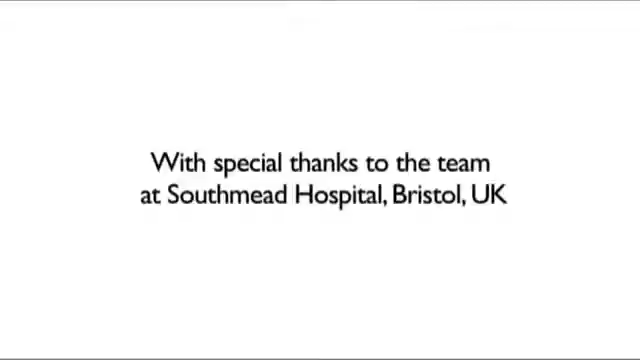 With special thanks to the team
at Southmead Hospital, Bristol, UK